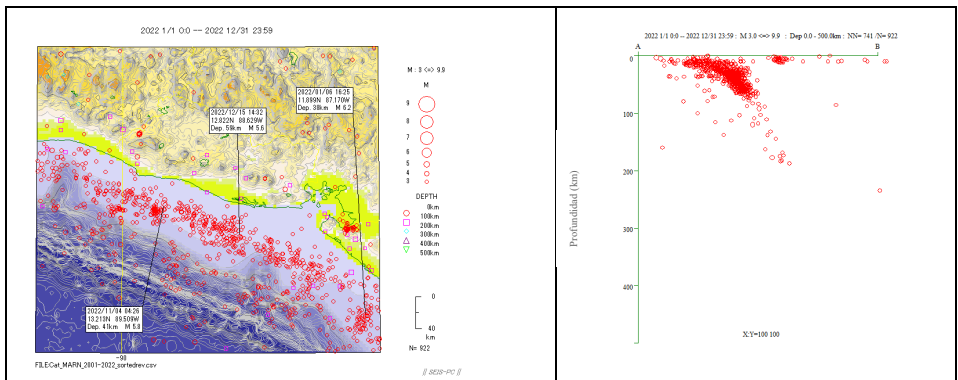 2022 1/1 0:0 -- 2022 12/31 23:59
M : 3 <=> 9.9
M
9
8
7
6
5
4
3
DEPTH
0km
100km
200km
300km
400km
500km
0
40
km
N= 922
2022/01/06 16:25
11.899N 87.170W
Dep. 38km M 6.2
2022/12/15 14:32
12.822N 88.629W
Dep. 59km M 5.6
2022/11/04 04:26
13.213N 89.509W
Dep. 41km M 5.8
-90
FILE:Cat_MARN_2001-2022_sortedrev.csv
// SEIS-PC //
2022 1/1 0:0 -- 2022 12/31 23:59 : M 3.0 <=> 9.9 : Dep 0.0 - 500.0km : NN= 741 /N= 922
A B
0
100
200
300
400
Profundidad (km)
X:Y=100 100